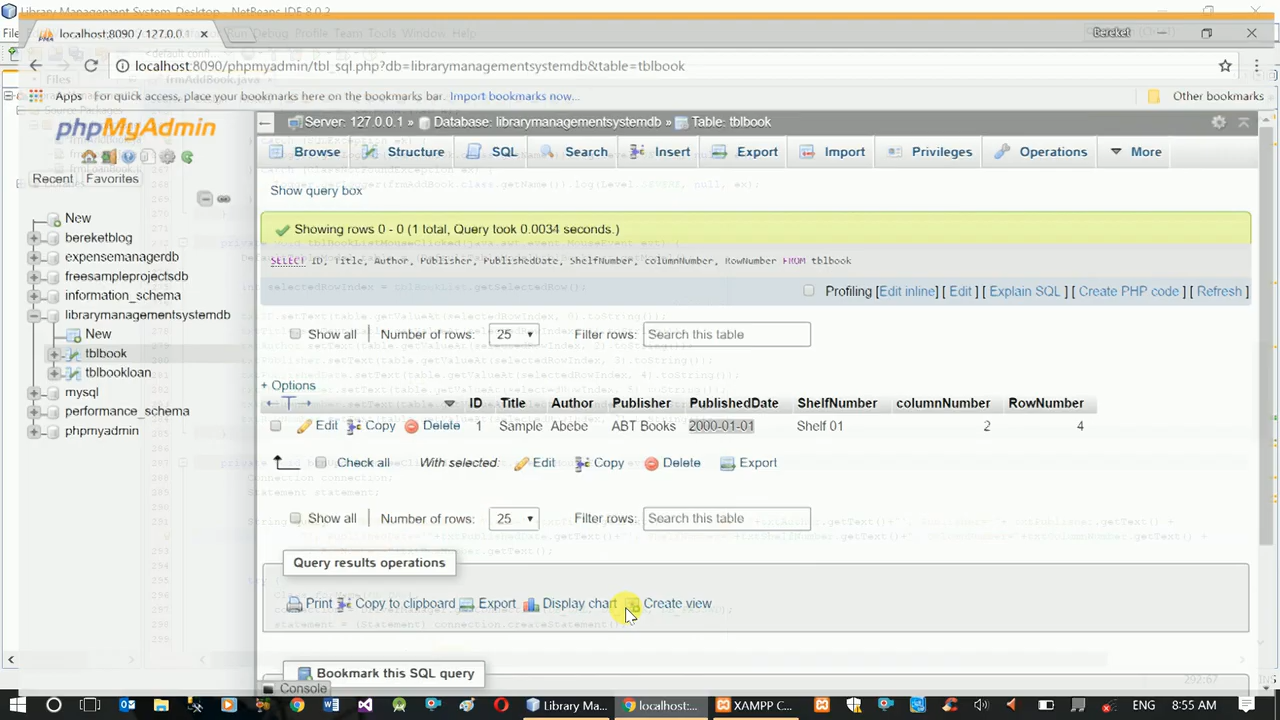 Library Management System-Desktop - NetBeans IDE 8.0.2
localhost:8090 / 127.0.0.1
Bereket
localhost:8090/phpmyadmin/tbl_sql.php?db=librarymanagementsystemdb&table=tblbook
Apps For quick access, place your bookmarks here on the bookmarks bar. Import bookmarks now... Other bookmarks
phpMyAdmin
Recent Favorites
New
bereketblog
expensemanagerdb
freesampleprojectsdb
information_schema
librarymanagementsystemdb
New
tblbook
tblbookloan
mysql
performance_schema
phpmyadmin
Server: 127.0.0.1 » Database: librarymanagementsystemdb » Table: tblbook
Browse Structure SQL Search Insert Export Import Privileges Operations More
Show query box
Showing rows 0 - 0 (1 total, Query took 0.0034 seconds.)
SELECT ID, Title, Author, Publisher, PublishedDate, ShelfNumber, columnNumber, RowNumber FROM tblbook
Profiling [Edit inline] [ Edit ] [ Explain SQL ] [ Create PHP code ] [ Refresh ]
Show all Number of rows: 25 Filter rows: Search this table
+ Options
ID Title Author Publisher PublishedDate ShelfNumber columnNumber RowNumber
Edit Copy Delete 1 Sample Abebe ABT Books 2000-01-01 Shelf 01 2 4
Check all With selected: Edit Copy Delete Export
Show all Number of rows: 25 Filter rows: Search this table
Query results operations
Print Copy to clipboard Export Display chart Create view
statement = (Statement) connection.createStatement();
Bookmark this SQL query
Console
292:67 INS
Library Ma... localhost:... XAMPP C... ENG 8:55 AM